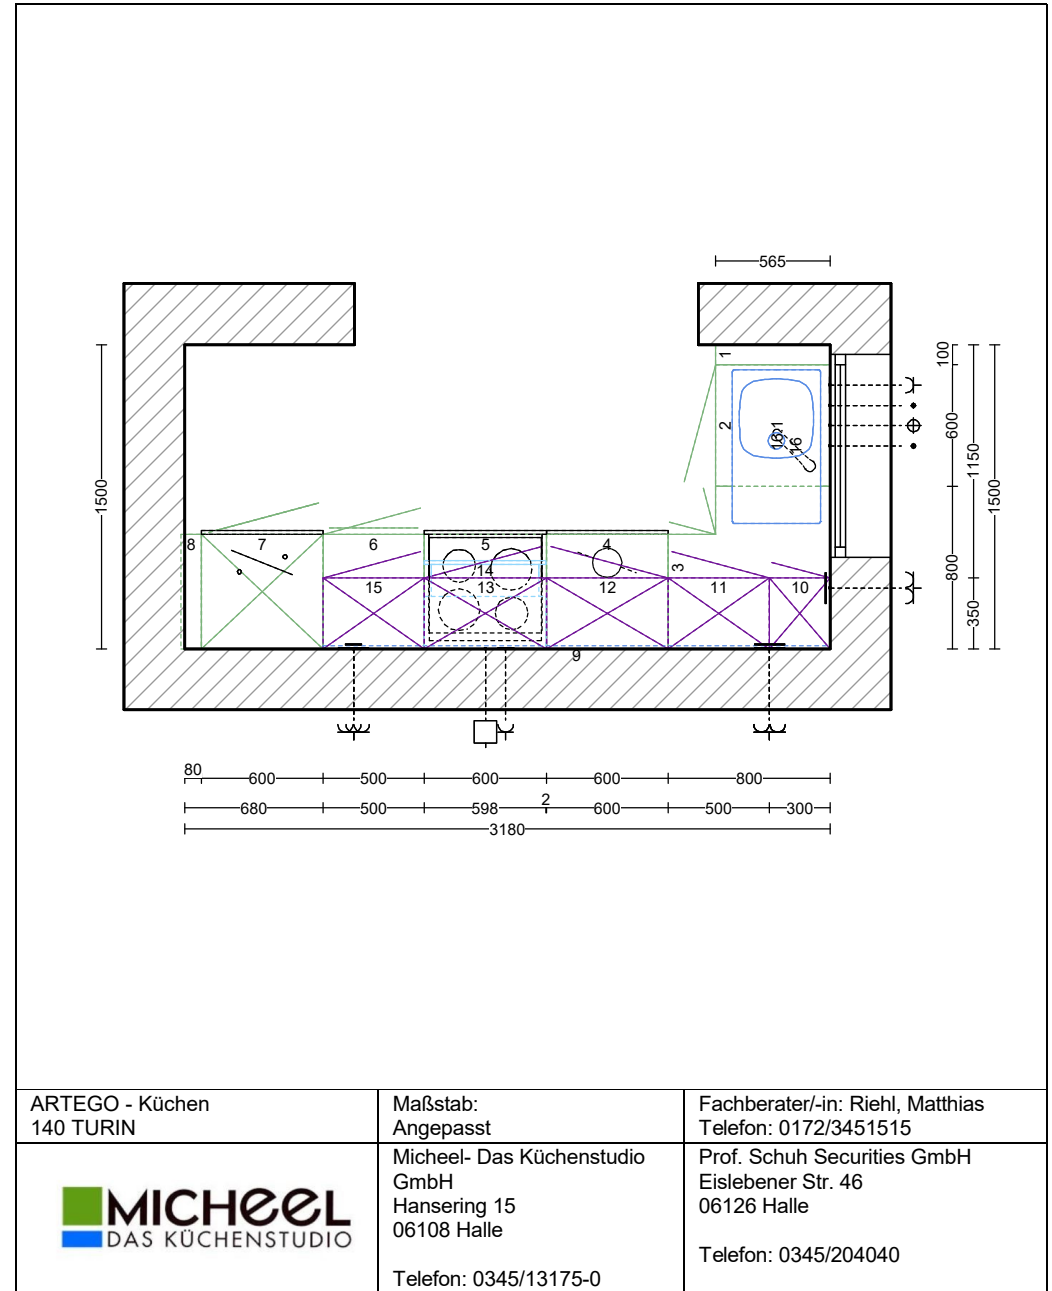 565
1
100
2
16.21
16
600
1150
1500
1500
8
7
6
5
4
14
3
800
15
13
12
11
10
350
9
80
600
500
600
600
800
680
500
598
2
600
500
300
3180
ARTEGO - Küchen
140 TURIN
Maßstab:
Angepasst
Fachberater/-in: Riehl, Matthias
Telefon: 0172/3451515
MICHEEL
DAS KÜCHENSTUDIO
Micheel- Das Küchenstudio
GmbH
Hansering 15
06108 Halle
Telefon: 0345/13175-0
Prof. Schuh Securities GmbH
Eislebener Str. 46
06126 Halle
Telefon: 0345/204040